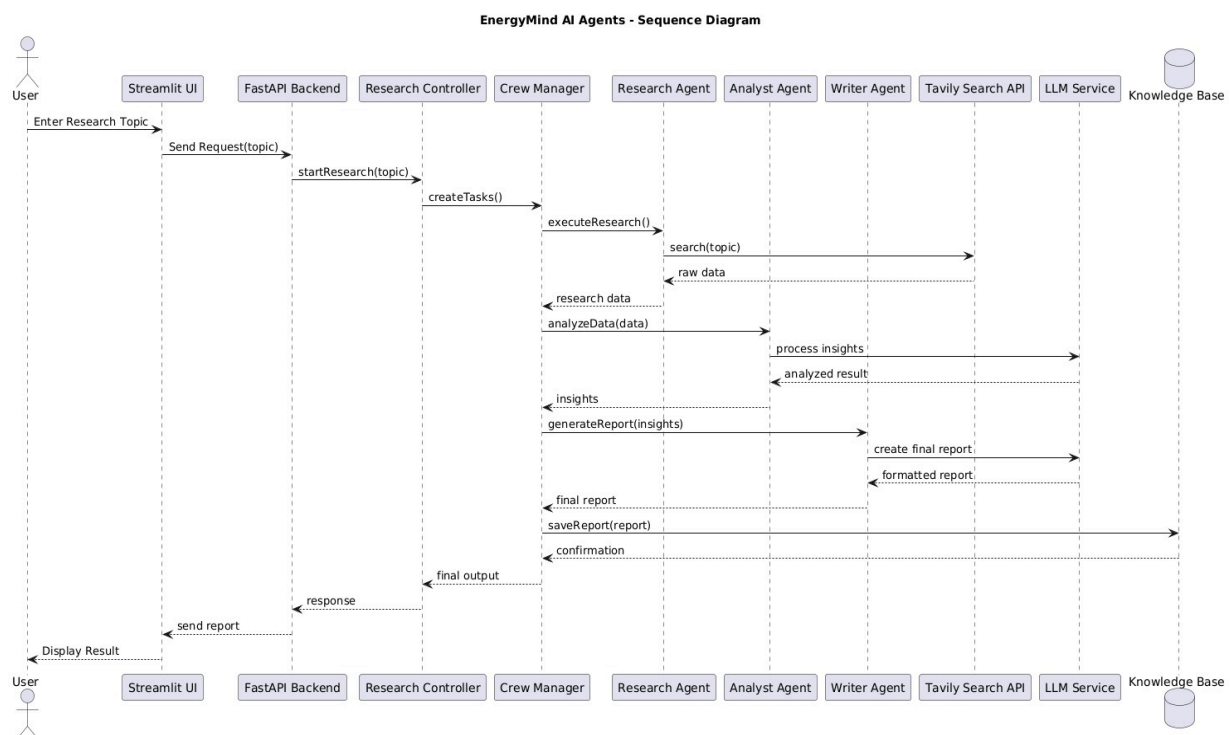 EnergyMind AI Agents - Sequence Diagram
User
Streamlit UI
FastAPI Backend
Research Controller
Crew Manager
Research Agent
Analyst Agent
Writer Agent
Tavily Search API
LLM Service
Knowledge Base
Enter Research Topic
Send Request(topic)
startResearch(topic)
createTasks()
executeResearch()
search(topic)
raw data
research data
analyzeData(data)
process insights
analyzed result
insights
generateReport(insights)
create final report
formatted report
final report
saveReport(report)
confirmation
final output
response
send report
Display Result
User
Streamlit UI
FastAPI Backend
Research Controller
Crew Manager
Research Agent
Analyst Agent
Writer Agent
Tavily Search API
LLM Service
Knowledge Base